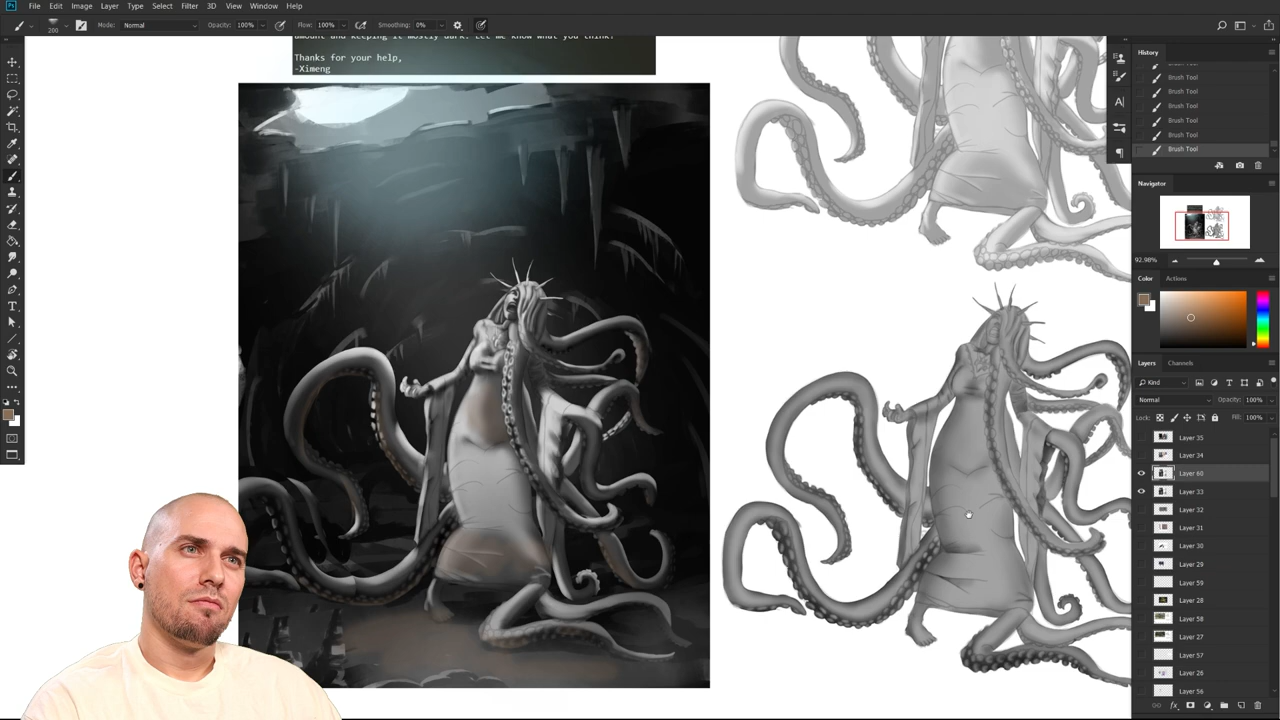 File Edit Image Layer Type Select Filter 3D View Window Help
200 Mode: Normal Opacity: 100% Flow: 100% Smoothing: 0%
amount and keeping it mostly dark. Let me know what you think!
Thanks for your help,
-Ximeng
History
Brush Tool
Brush Tool
Brush Tool
Brush Tool
Brush Tool
Brush Tool
Navigator
92.98%
Color Actions
Layers Channels
Kind
Normal Opacity: 100%
Lock: Fill: 100%
Layer 35
Layer 34
Layer 60
Layer 33
Layer 32
Layer 31
Layer 30
Layer 29
Layer 59
Layer 28
Layer 58
Layer 27
Layer 57
Layer 26
Layer 56